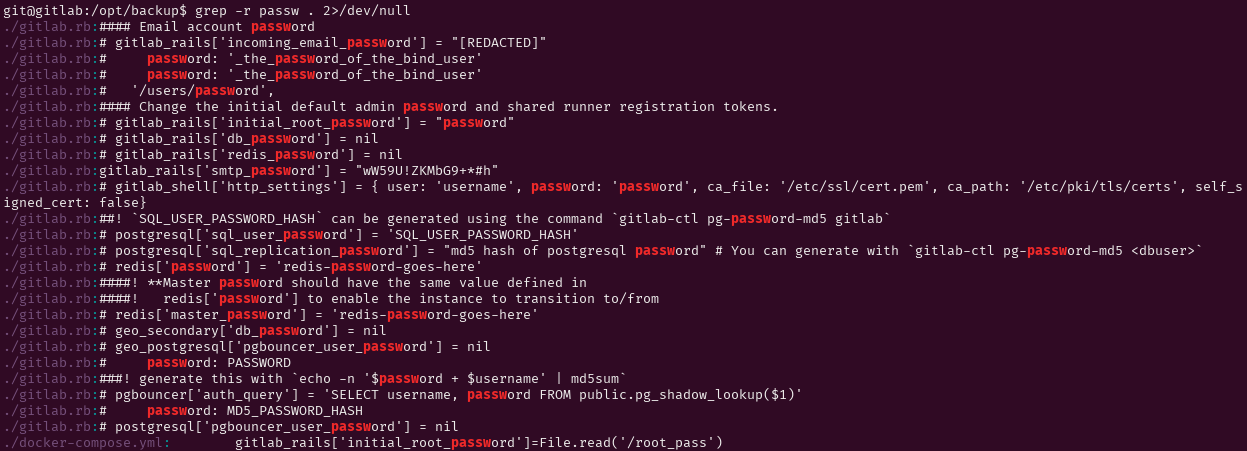 git@gitlab:/opt/backup$ grep -r passw . 2>/dev/null
./gitlab.rb:#### Email account password
./gitlab.rb:# gitlab_rails['incoming_email_password'] = "[REDACTED]"
./gitlab.rb:#     password: '_the_password_of_the_bind_user'
./gitlab.rb:#     password: '_the_password_of_the_bind_user'
./gitlab.rb:#   '/users/password',
./gitlab.rb:#### Change the initial default admin password and shared runner registration tokens.
./gitlab.rb:# gitlab_rails['initial_root_password'] = "password"
./gitlab.rb:# gitlab_rails['db_password'] = nil
./gitlab.rb:# gitlab_rails['redis_password'] = nil
./gitlab.rb:gitlab_rails['smtp_password'] = "wW59U!ZKMbG9+*#h"
./gitlab.rb:# gitlab_shell['http_settings'] = { user: 'username', password: 'password', ca_file: '/etc/ssl/cert.pem', ca_path: '/etc/pki/tls/certs', self_s
igned_cert: false}
./gitlab.rb:##! `SQL_USER_PASSWORD_HASH` can be generated using the command `gitlab-ctl pg-password-md5 gitlab`
./gitlab.rb:# postgresql['sql_user_password'] = 'SQL_USER_PASSWORD_HASH'
./gitlab.rb:# postgresql['sql_replication_password'] = "md5 hash of postgresql password" # You can generate with `gitlab-ctl pg-password-md5 <dbuser>`
./gitlab.rb:# redis['password'] = 'redis-password-goes-here'
./gitlab.rb:####! **Master password should have the same value defined in
./gitlab.rb:####!   redis['password'] to enable the instance to transition to/from
./gitlab.rb:# redis['master_password'] = 'redis-password-goes-here'
./gitlab.rb:# geo_secondary['db_password'] = nil
./gitlab.rb:# geo_postgresql['pgbouncer_user_password'] = nil
./gitlab.rb:#     password: PASSWORD
./gitlab.rb:###! generate this with `echo -n '$password + $username' | md5sum`
./gitlab.rb:# pgbouncer['auth_query'] = 'SELECT username, password FROM public.pg_shadow_lookup($1)'
./gitlab.rb:#     password: MD5_PASSWORD_HASH
./gitlab.rb:# postgresql['pgbouncer_user_password'] = nil
./docker-compose.yml:        gitlab_rails['initial_root_password']=File.read('/root_pass')